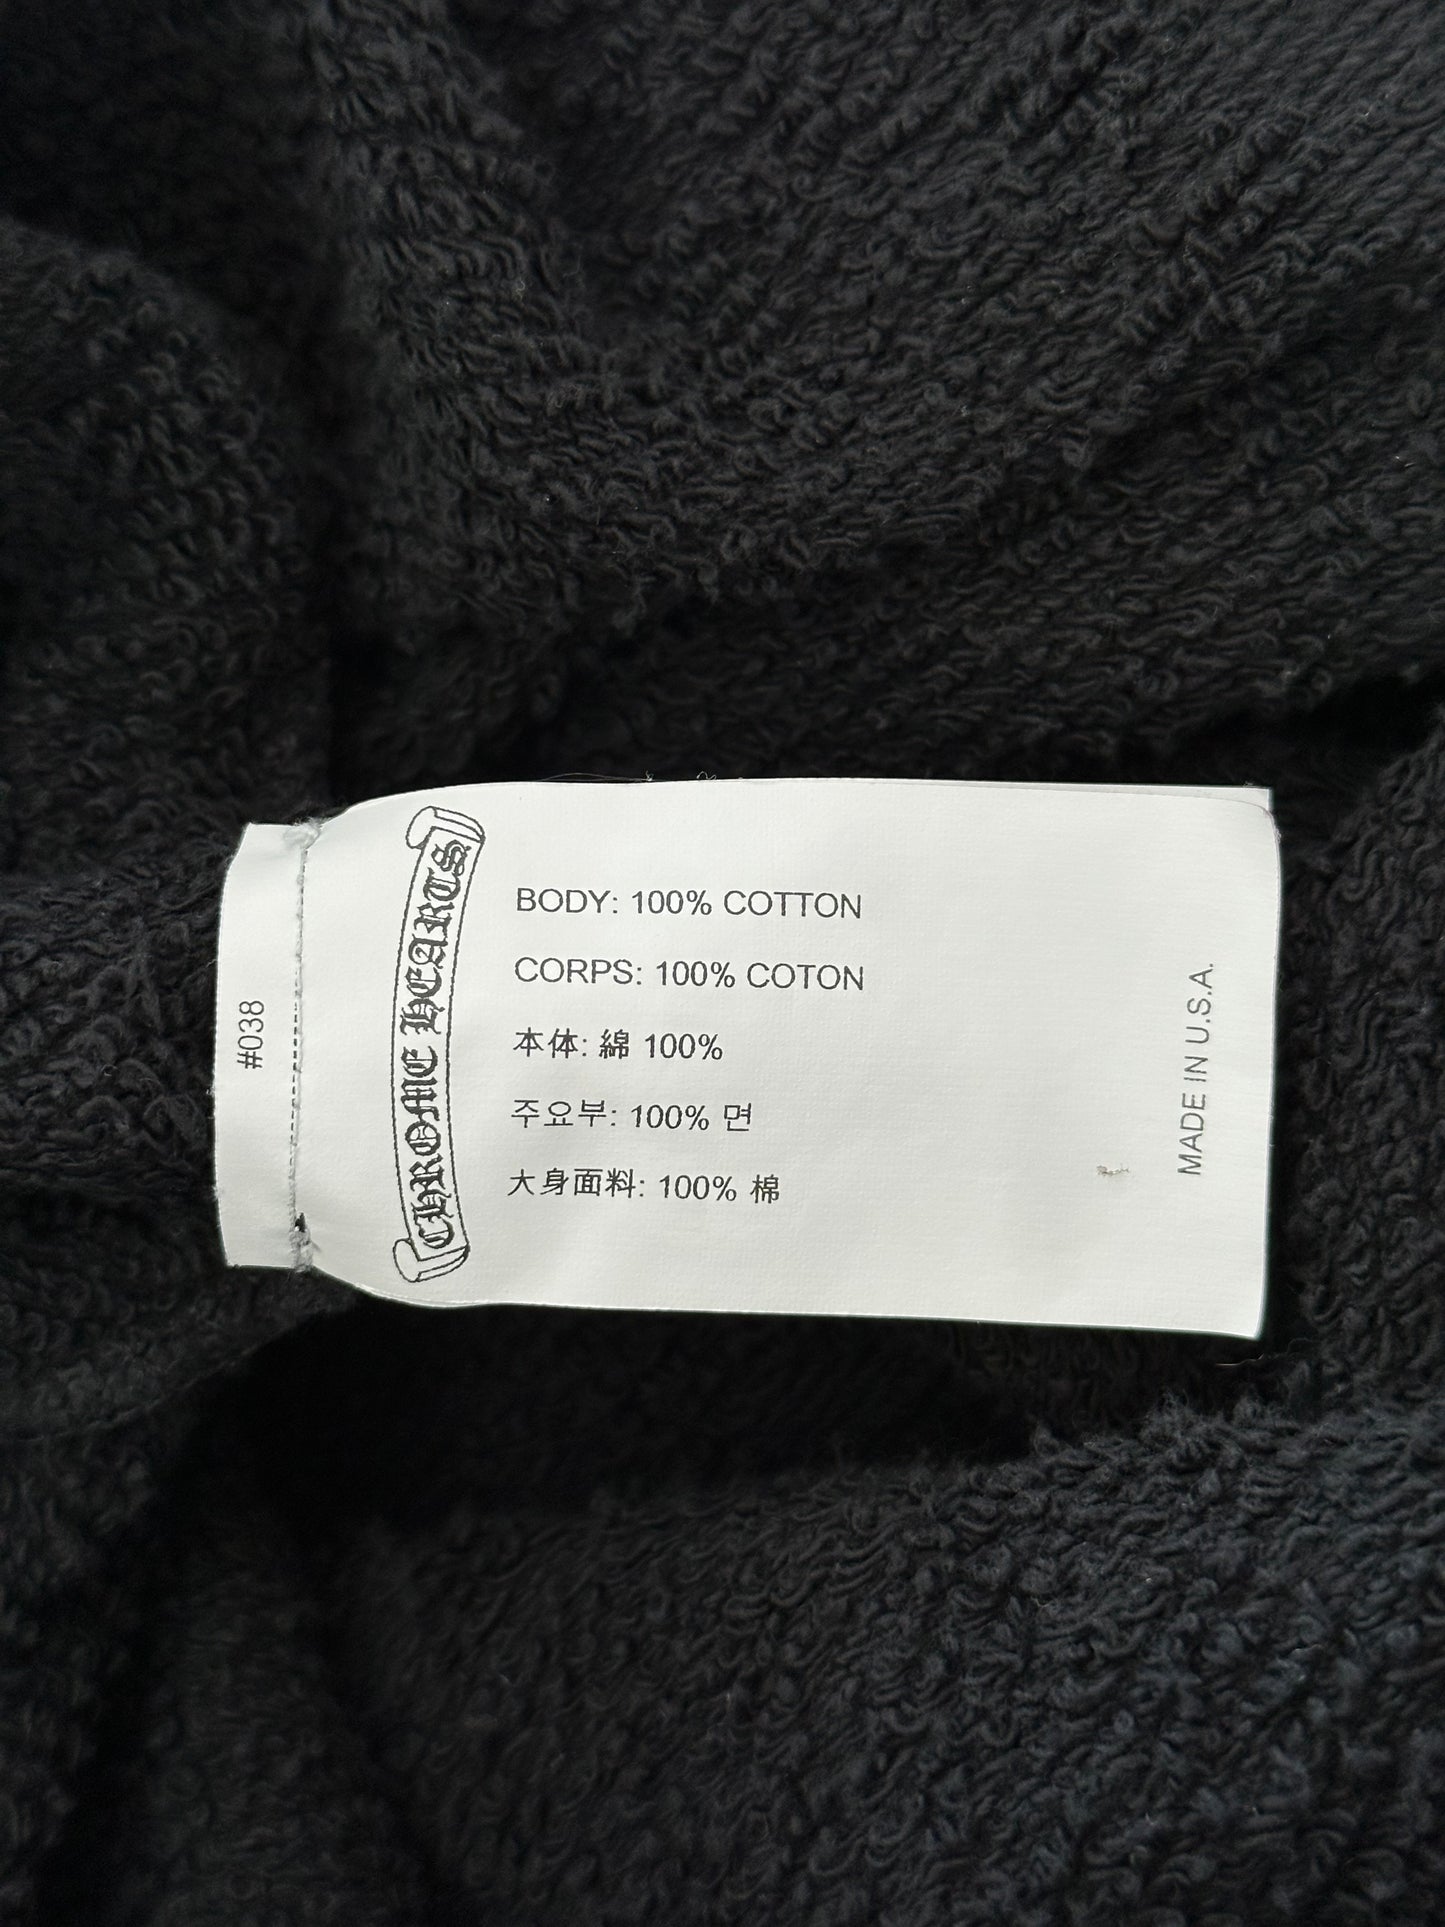 #038
CHROME HEARTS
BODY: 100% COTTON
CORPS: 100% COTON
本体: 綿 100%
주요부: 100% 면
大身面料: 100% 棉
MADE IN U.S.A.